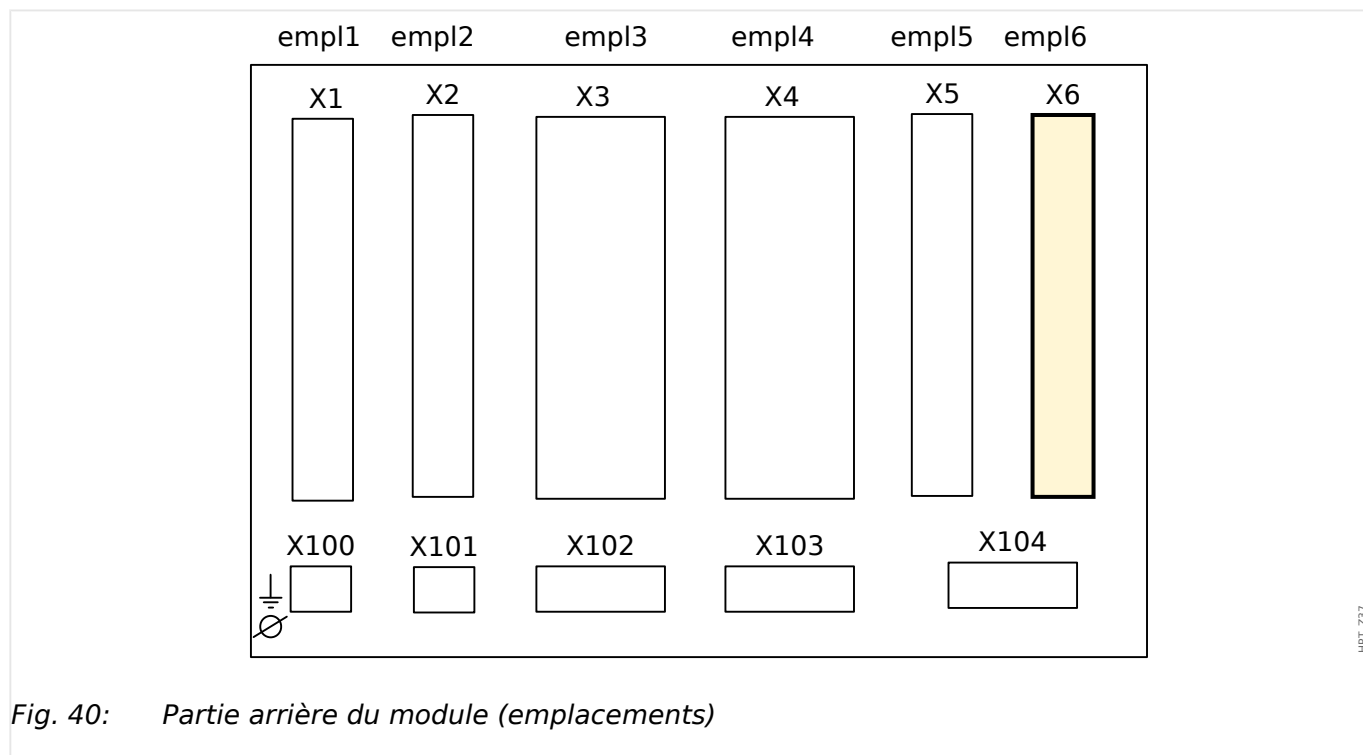 empl1 empl2 empl3 empl4 empl5 empl6
X1 X2 X3 X4 X5 X6
X100 X101 X102 X103 X104
Fig. 40: Partie arrière du module (emplacements)